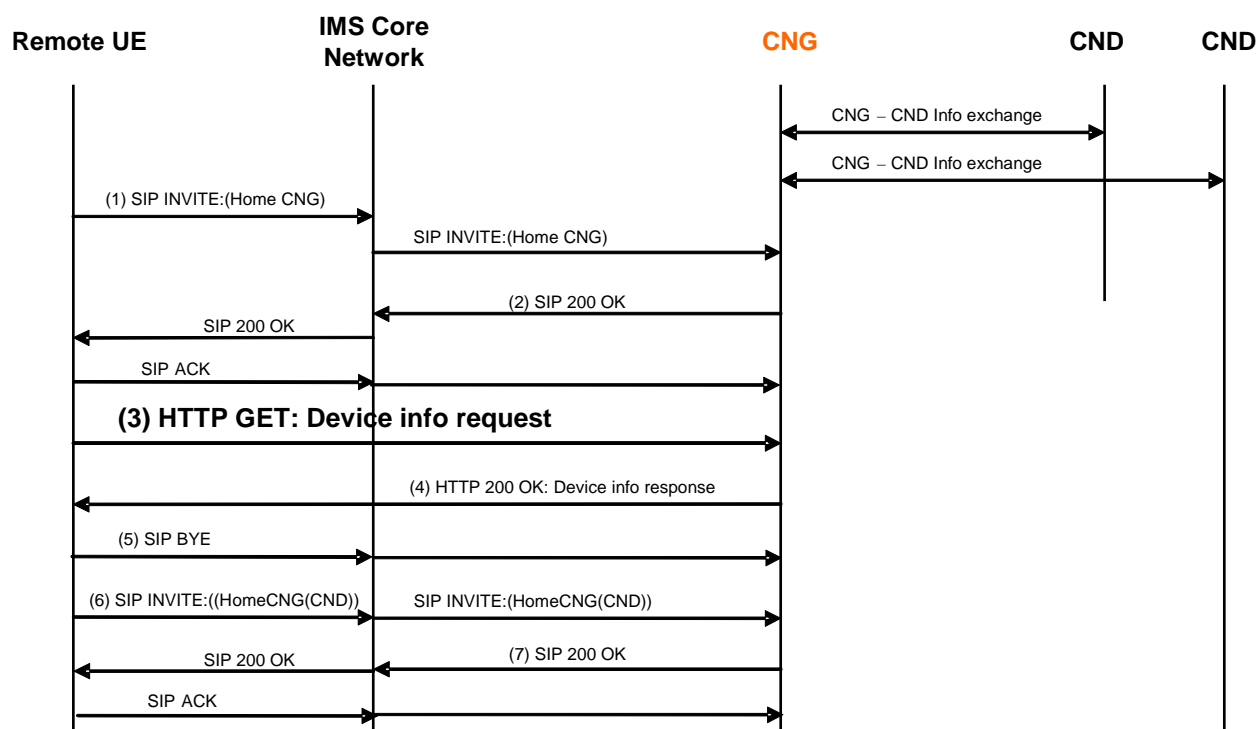 Remote UE
IMS Core
Network
CNG
CND
CND
CNG – CND Info exchange
CNG – CND Info exchange
(1) SIP INVITE:(Home CNG)
SIP INVITE:(Home CNG)
(2) SIP 200 OK
SIP 200 OK
SIP ACK
(3) HTTP GET: Device info request
(4) HTTP 200 OK: Device info response
(5) SIP BYE
(6) SIP INVITE:((HomeCNG(CND))
SIP INVITE:(HomeCNG(CND))
(7) SIP 200 OK
SIP 200 OK
SIP ACK